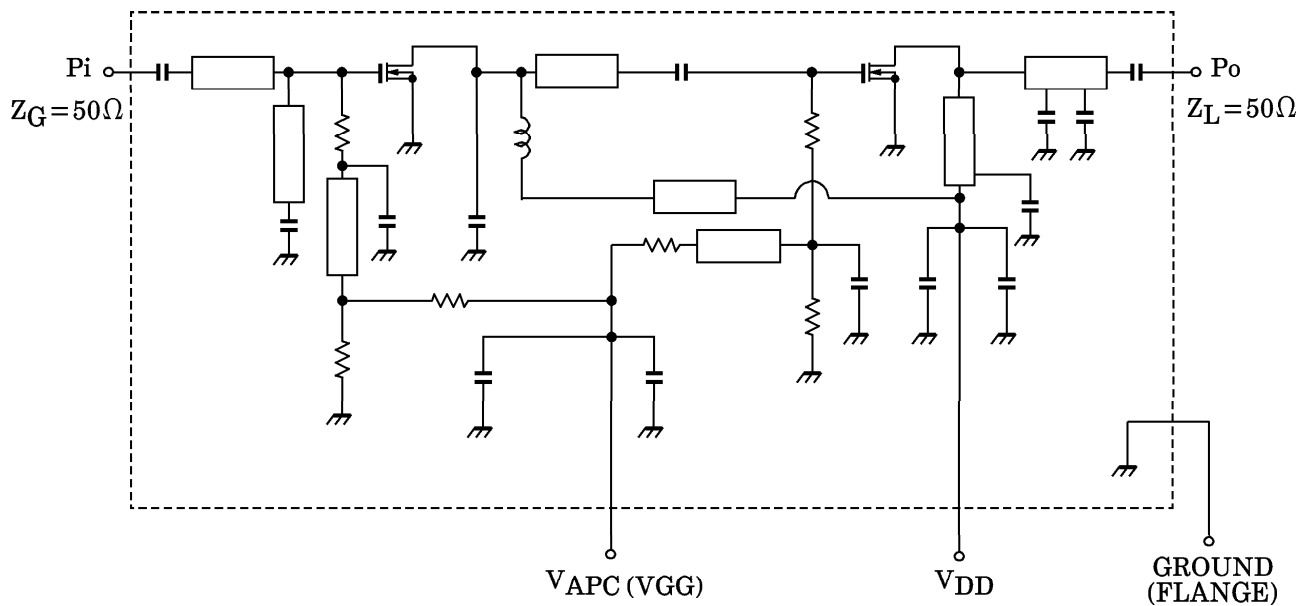 Pi
ZG=50Ω
Po
ZL=50Ω
VAPC (VGG)
VDD
GROUND
(FLANGE)